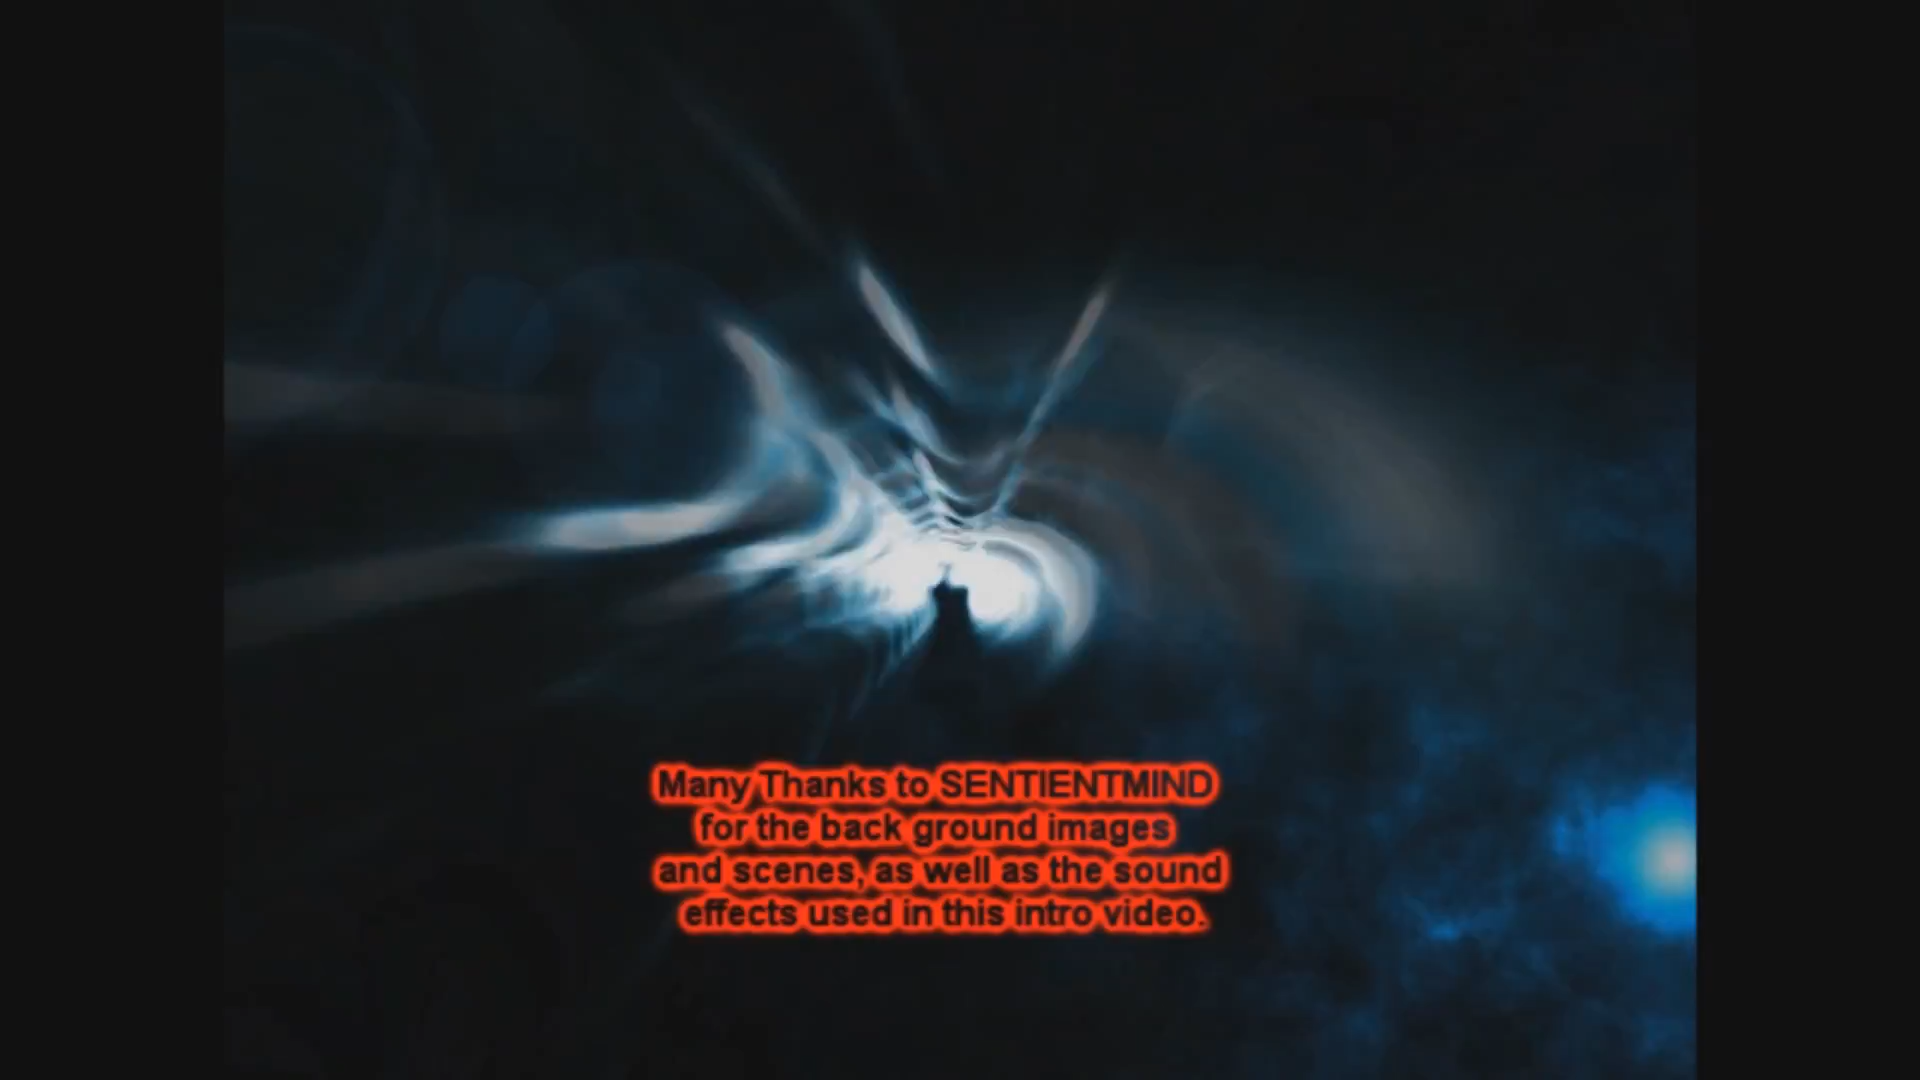 Many Thanks to SENTIENTMIND
for the back ground images
and scenes, as well as the sound
effects used in this intro video.